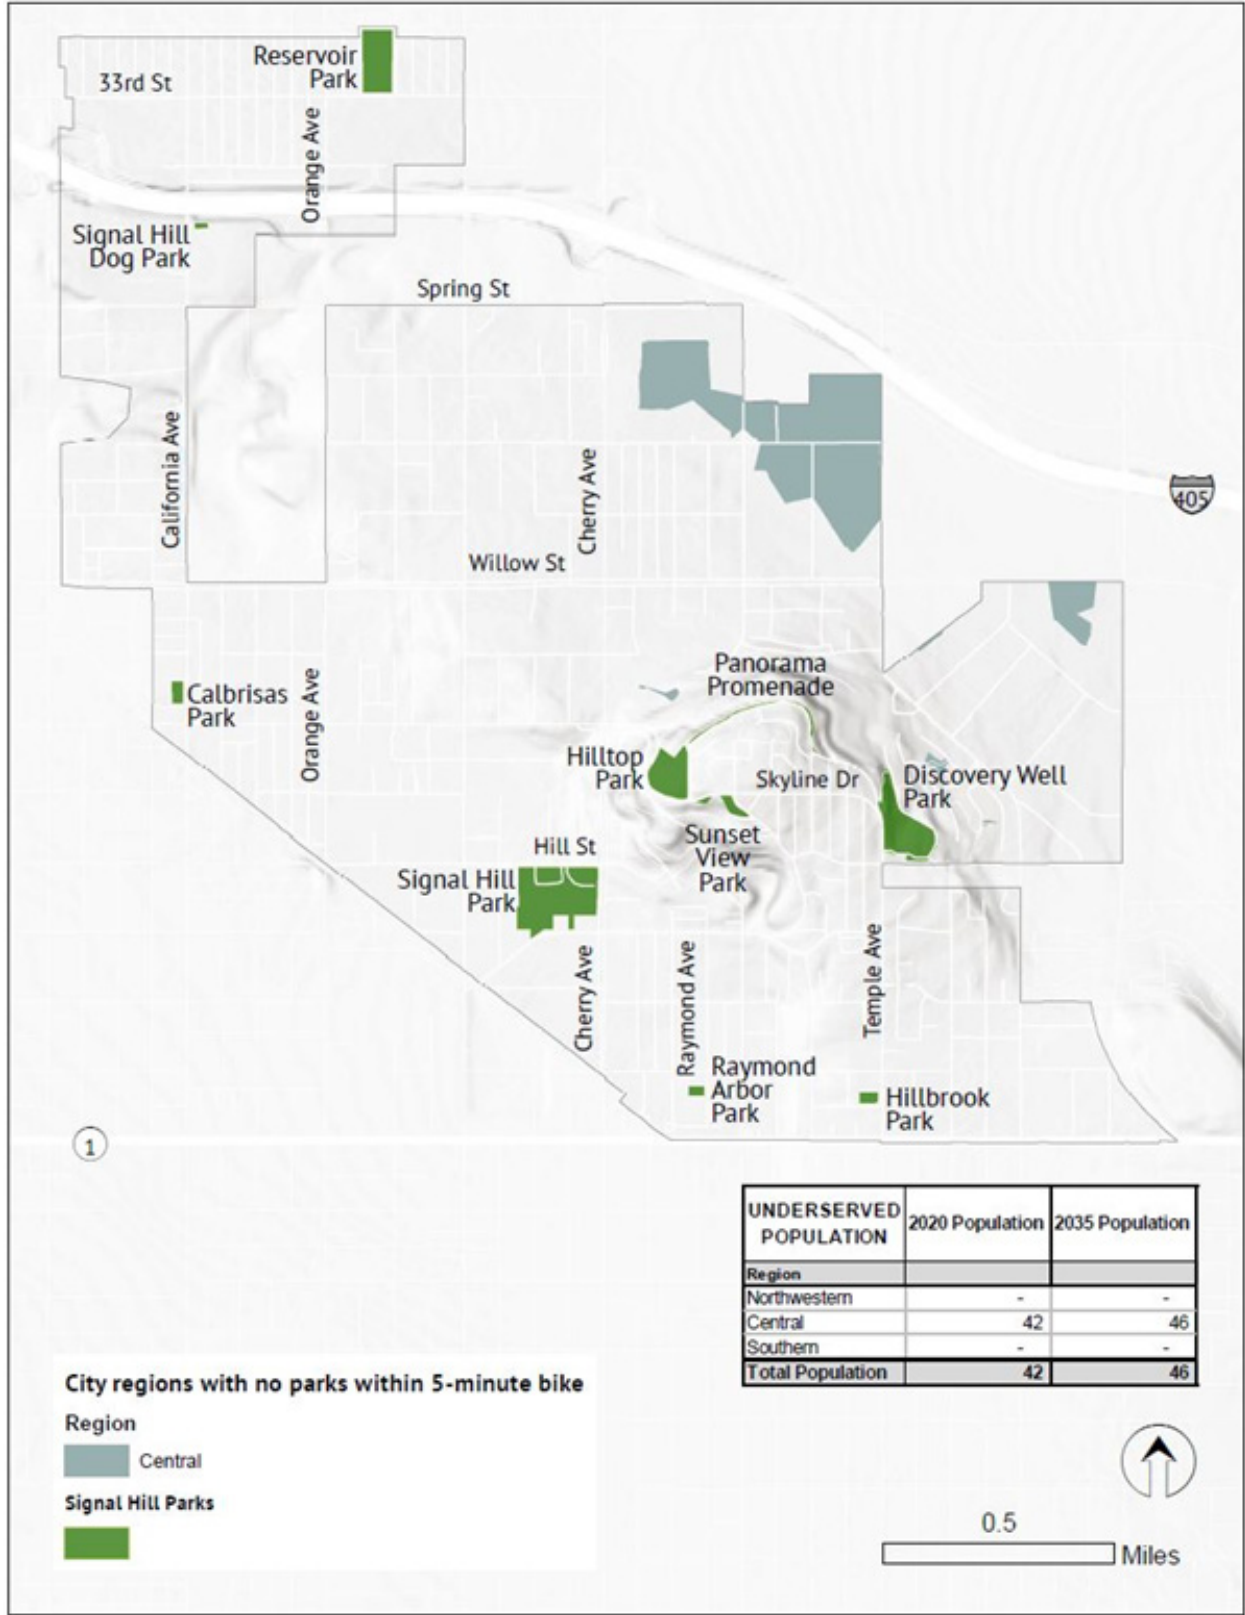 Reservoir
Park
33rd St
Orange Ave
Signal Hill
Dog Park
Spring St
California Ave
Cherry Ave
405
Willow St
Panorama
Promenade
Calbrisas
Park
Orange Ave
Hilltop
Park
Skyline Dr
Discovery Well
Park
Sunset
View
Park
Hill St
Signal Hill
Park
Cherry Ave
Raymond Ave
Temple Ave
Raymond
Arbor
Park
Hillbrook
Park
1
UNDERSERVED POPULATION 2020 Population 2035 Population
Region
Northwestern - -
Central 42 46
Southern - -
Total Population 42 46
City regions with no parks within 5-minute bike
Region
Central
Signal Hill Parks
0.5
Miles